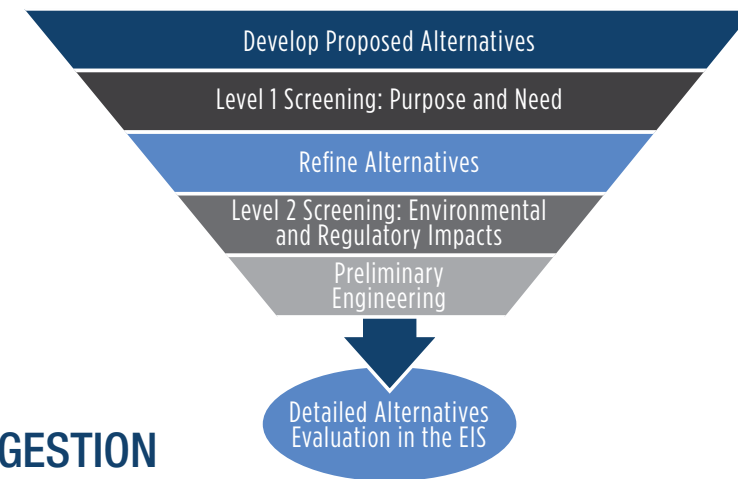 Develop Proposed Alternatives
Level 1 Screening: Purpose and Need
Refine Alternatives
Level 2 Screening: Environmental
and Regulatory Impacts
Preliminary
Engineering
Detailed Alternatives
Evaluation in the EIS
GESTION